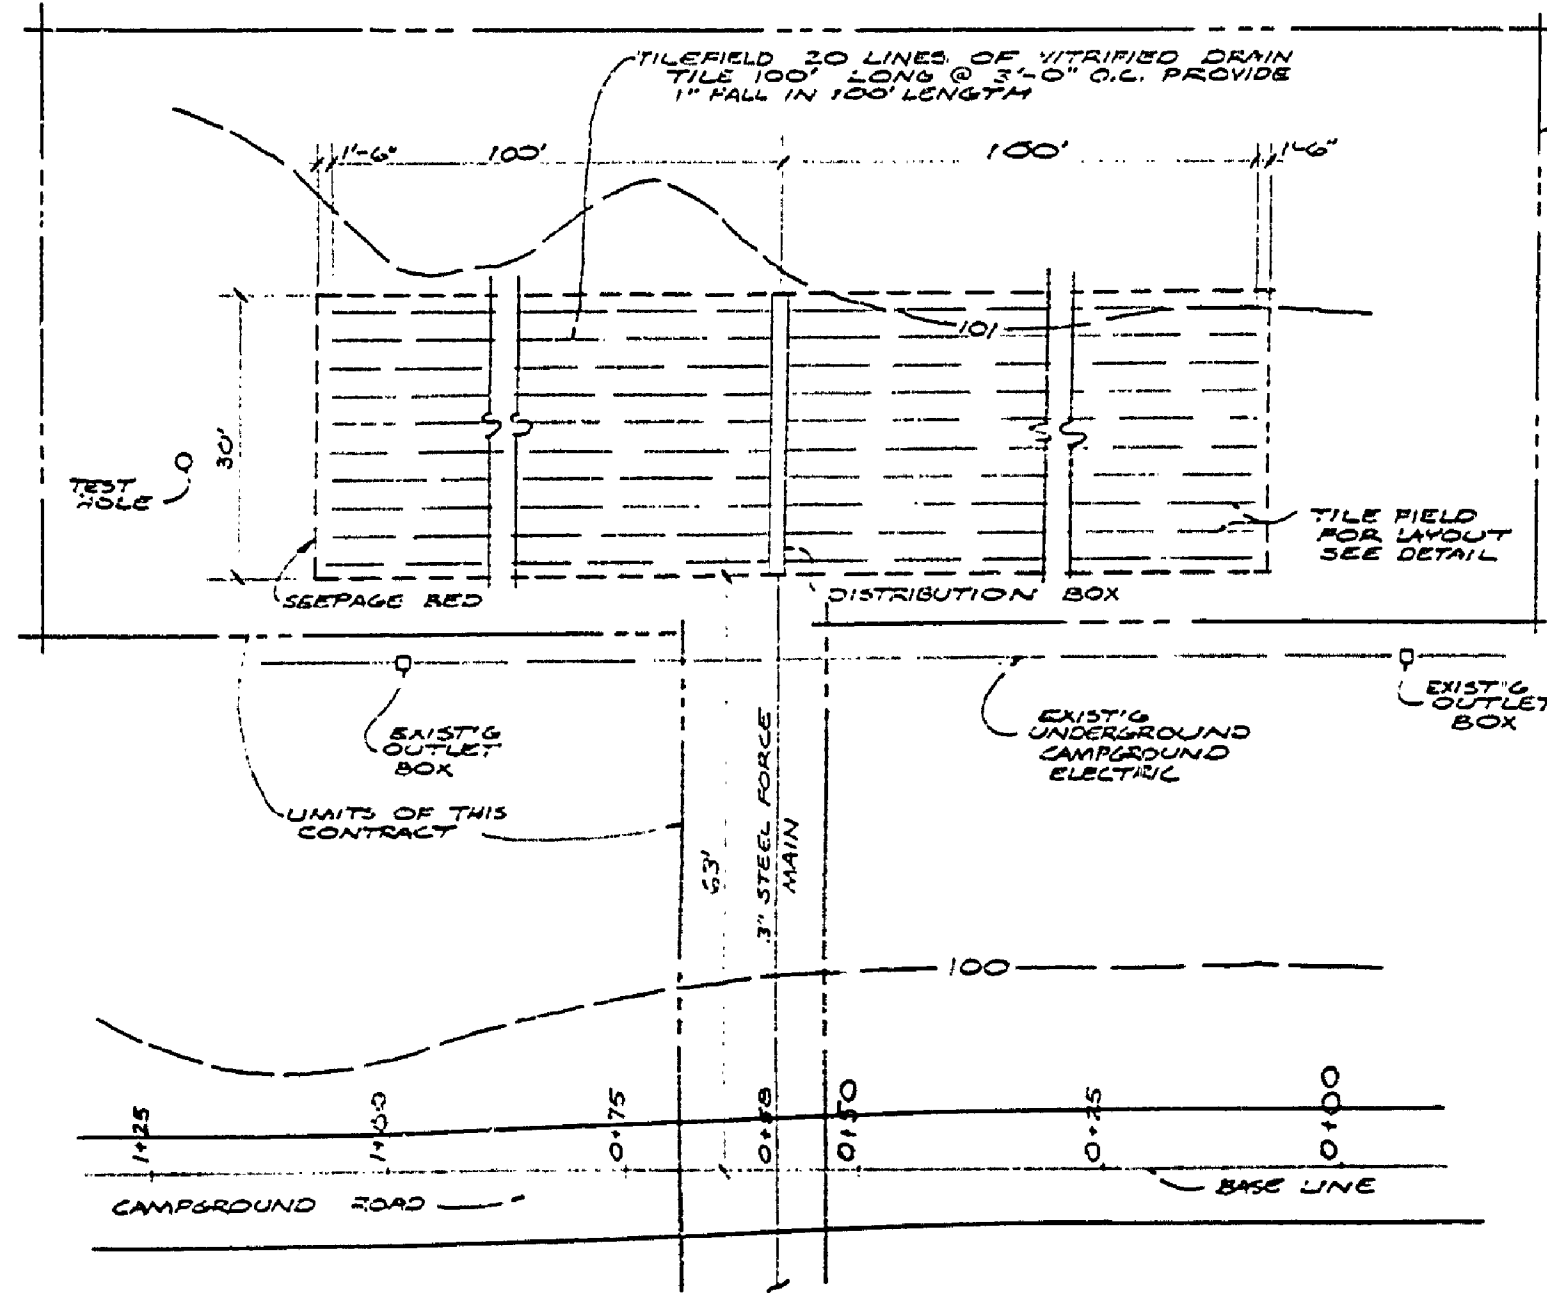 TILEFIELD 20 LINES OF VITRIFIED DRAIN
TILE 100' LONG @ 3'-0" O.C. PROVIDE
1" FALL IN 100' LENGTH
1'-6"
100'
100'
1'-6"
101
30'
TEST
HOLE
TILE FIELD
FOR LAYOUT
SEE DETAIL
SEEPAGE BED
DISTRIBUTION BOX
EXIST'G
OUTLET
BOX
EXIST'G
UNDERGROUND
CAMPGROUND
ELECTRIC
EXIST'G
OUTLET
BOX
LIMITS OF THIS
CONTRACT
63'
3" STEEL FORCE
MAIN
100
1+25
1+00
0+75
0+58
0+50
0+25
0+00
CAMPGROUND ROAD
BASE LINE